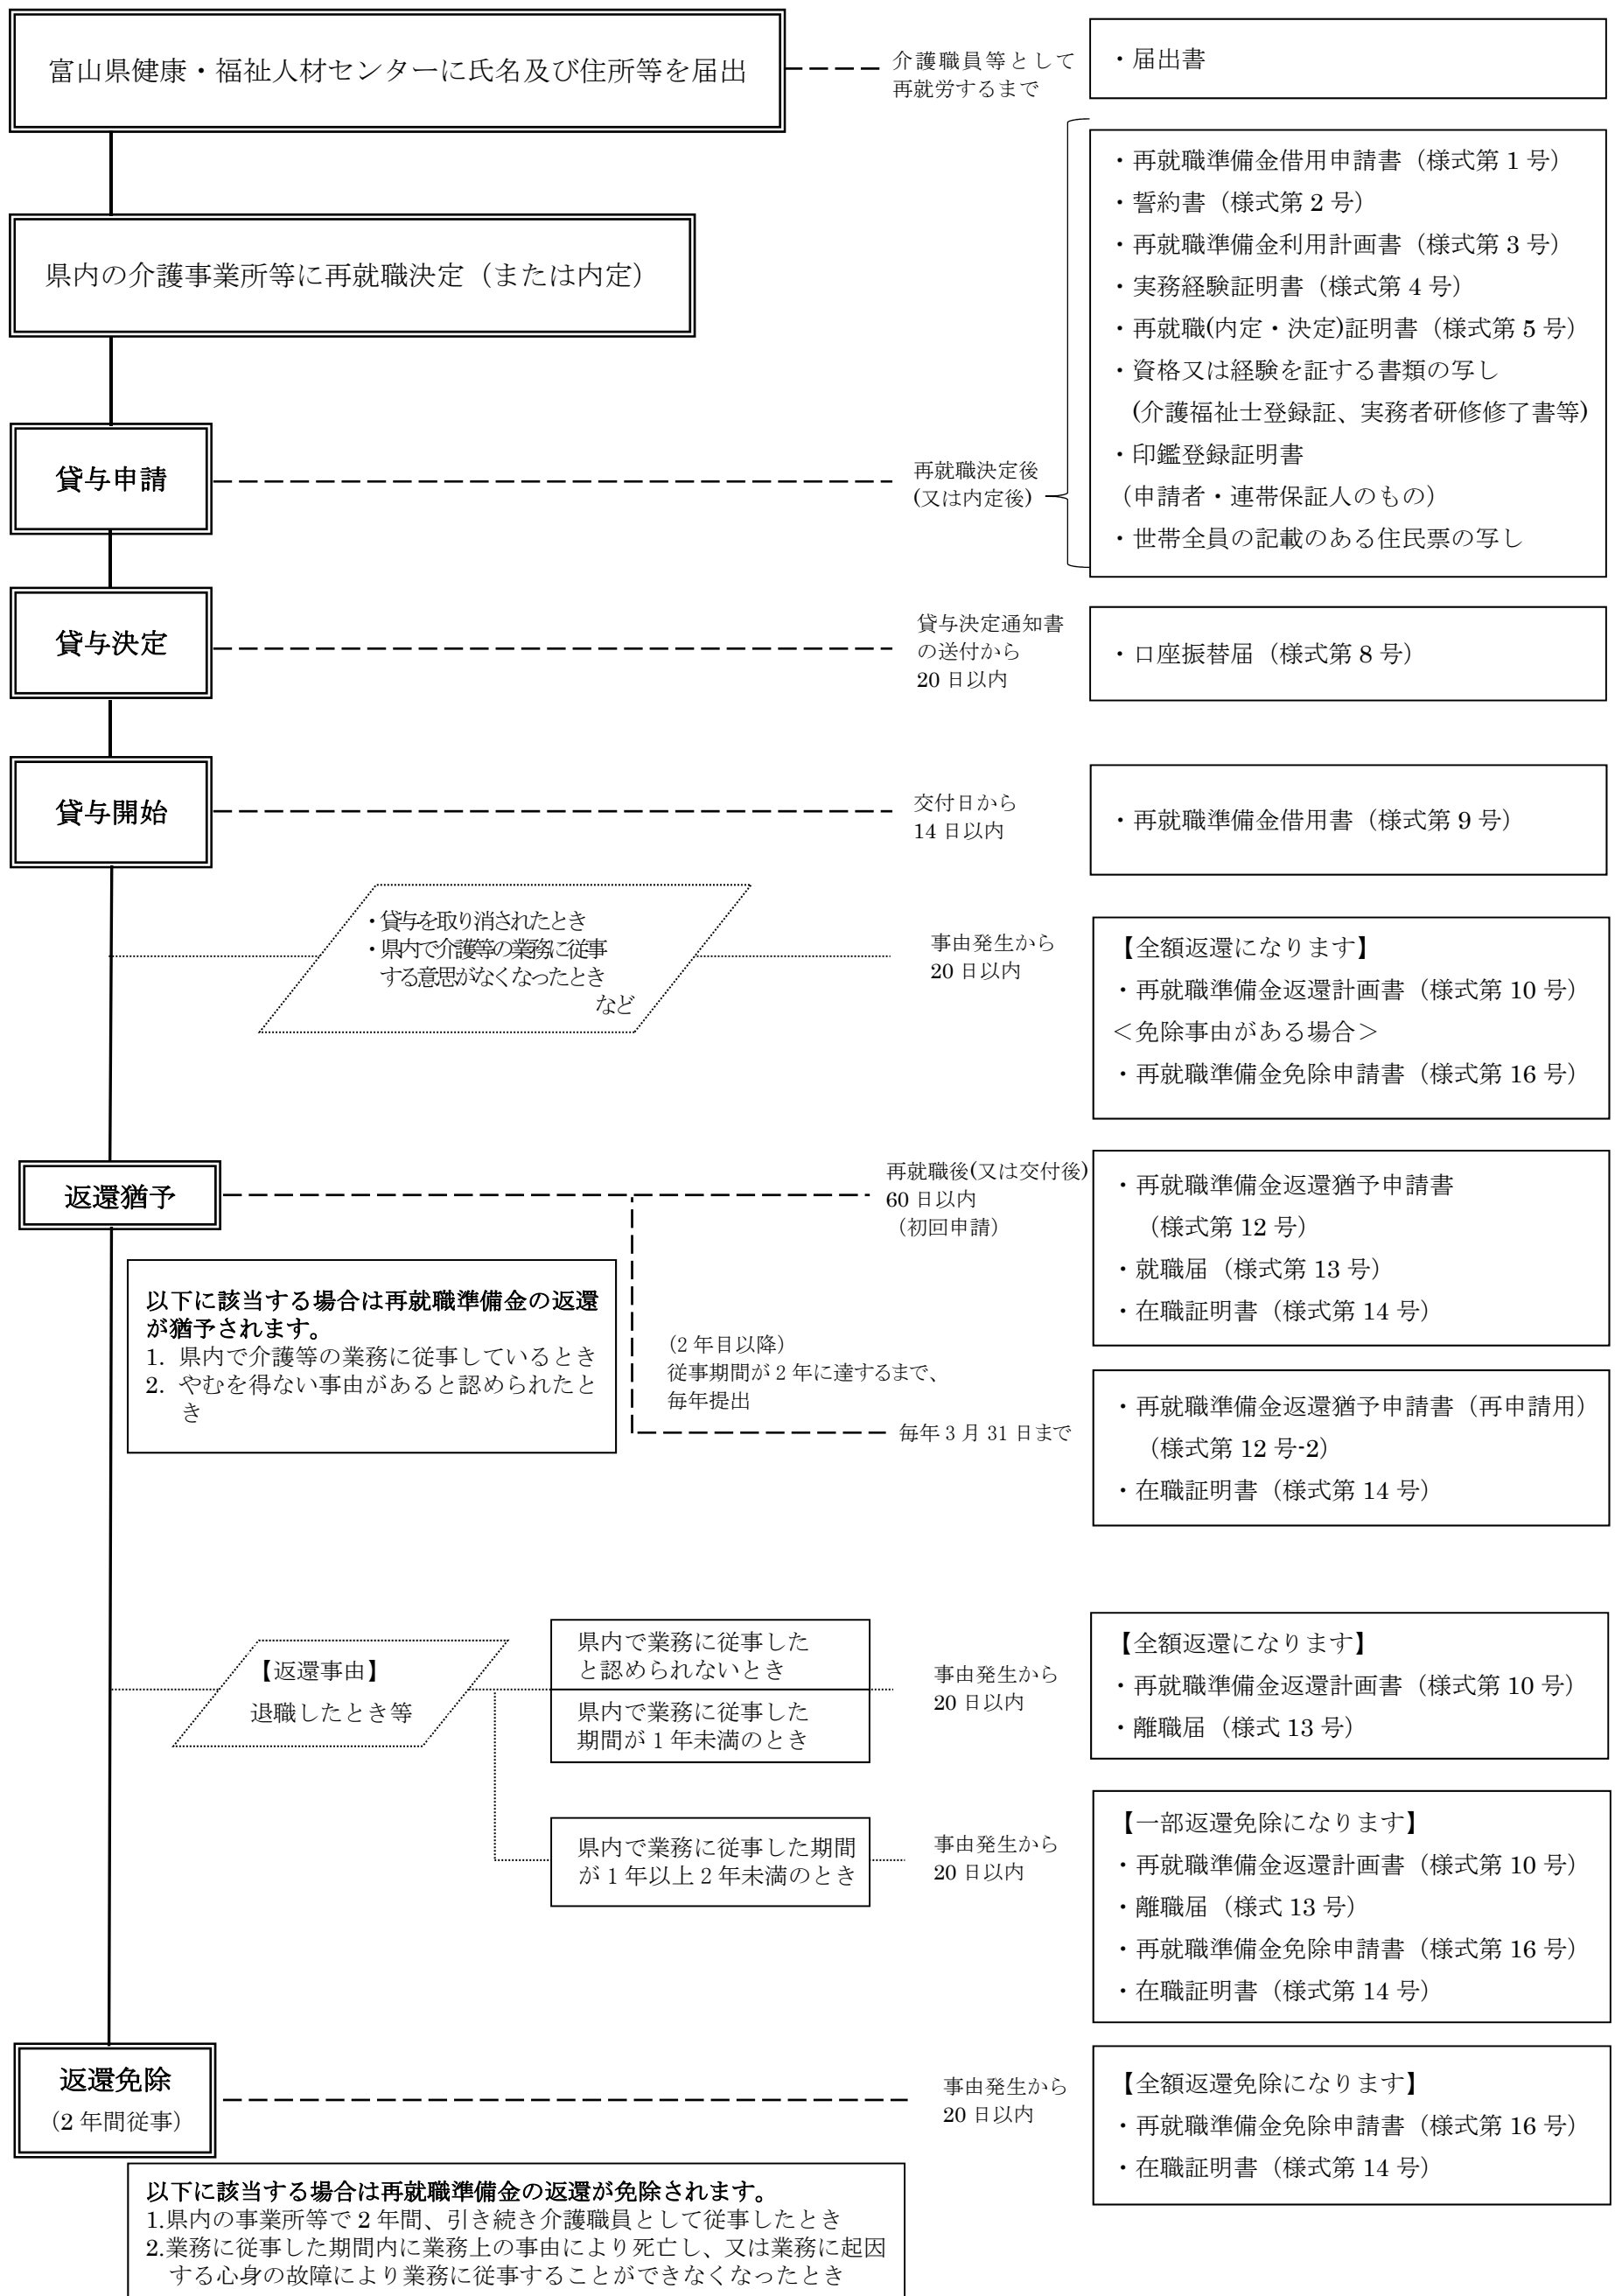 富山県健康・福祉人材センターに氏名及び住所等を届出
介護職員等として
再就労するまで
・届出書
県内の介護事業所等に再就職決定（または内定）
貸与申請
再就職決定後
(又は内定後)
・再就職準備金借用申請書（様式第 1 号）
・誓約書（様式第 2 号）
・再就職準備金利用計画書（様式第 3 号）
・実務経験証明書（様式第 4 号）
・再就職(内定・決定)証明書（様式第 5 号）
・資格又は経験を証する書類の写し
(介護福祉士登録証、実務者研修修了書等)
・印鑑登録証明書
（申請者・連帯保証人のもの）
・世帯全員の記載のある住民票の写し
貸与決定
貸与決定通知書
の送付から
20 日以内
・口座振替届（様式第 8 号）
貸与開始
交付日から
14 日以内
・再就職準備金借用書（様式第 9 号）
・貸与を取り消されたとき
・県内で介護等の業務に従事
する意思がなくなったとき
など
事由発生から
20 日以内
【全額返還になります】
・再就職準備金返還計画書（様式第 10 号）
＜免除事由がある場合＞
・再就職準備金免除申請書（様式第 16 号）
返還猶予
再就職後(又は交付後)
60 日以内
（初回申請）
・再就職準備金返還猶予申請書
（様式第 12 号）
・就職届（様式第 13 号）
・在職証明書（様式第 14 号）
以下に該当する場合は再就職準備金の返還
が猶予されます。
1. 県内で介護等の業務に従事しているとき
2. やむを得ない事由があると認められたと
き
（2 年目以降）
従事期間が 2 年に達するまで、
毎年提出
毎年 3 月 31 日まで
・再就職準備金返還猶予申請書（再申請用）
（様式第 12 号-2）
・在職証明書（様式第 14 号）
【返還事由】
退職したとき等
県内で業務に従事した
と認められないとき
県内で業務に従事した
期間が 1 年未満のとき
事由発生から
20 日以内
【全額返還になります】
・再就職準備金返還計画書（様式第 10 号）
・離職届（様式 13 号）
県内で業務に従事した期間
が 1 年以上 2 年未満のとき
事由発生から
20 日以内
【一部返還免除になります】
・再就職準備金返還計画書（様式第 10 号）
・離職届（様式 13 号）
・再就職準備金免除申請書（様式第 16 号）
・在職証明書（様式第 14 号）
返還免除
（2 年間従事）
事由発生から
20 日以内
【全額返還免除になります】
・再就職準備金免除申請書（様式第 16 号）
・在職証明書（様式第 14 号）
以下に該当する場合は再就職準備金の返還が免除されます。
1.県内の事業所等で 2 年間、引き続き介護職員として従事したとき
2.業務に従事した期間内に業務上の事由により死亡し、又は業務に起因
する心身の故障により業務に従事することができなくなったとき